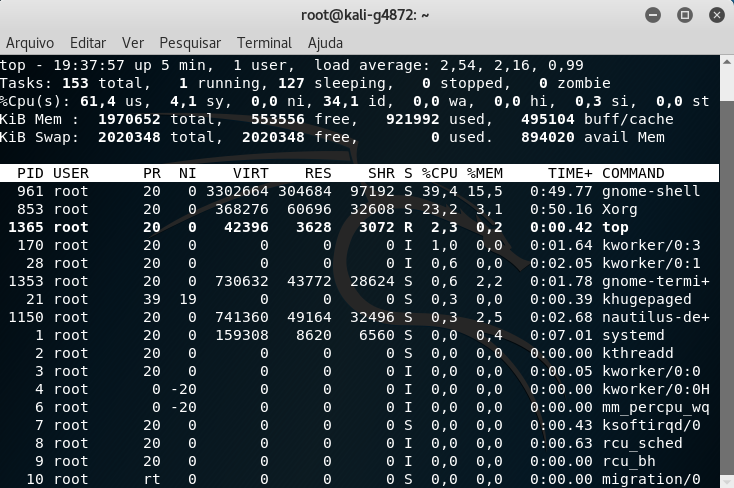 root@kali-g4872: ~
Arquivo Editar Ver Pesquisar Terminal Ajuda
top - 19:37:57 up 5 min,  1 user,  load average: 2,54, 2,16, 0,99
Tasks: 153 total,   1 running, 127 sleeping,   0 stopped,   0 zombie
%Cpu(s): 61,4 us,  4,1 sy,  0,0 ni, 34,1 id,  0,0 wa,  0,0 hi,  0,3 si,  0,0 st
KiB Mem :  1970652 total,   553556 free,   921992 used,   495104 buff/cache
KiB Swap:  2020348 total,  2020348 free,        0 used.   894020 avail Mem
PID USER      PR  NI    VIRT    RES    SHR S %CPU %MEM     TIME+ COMMAND
961 root      20   0 3302664 304684  97192 S 39,4 15,5   0:49.77 gnome-shell
853 root      20   0  368276  60696  32608 S 23,2  3,1   0:50.16 Xorg
1365 root      20   0   42396   3628   3072 R  2,3  0,2   0:00.42 top
170 root      20   0       0      0      0 I  1,0  0,0   0:01.64 kworker/0:3
28 root      20   0       0      0      0 I  0,6  0,0   0:02.05 kworker/0:1
1353 root      20   0  730632  43772  28624 S  0,6  2,2   0:01.78 gnome-termi+
21 root      39  19       0      0      0 S  0,3  0,0   0:00.39 khugepaged
1150 root      20   0  741360  49164  32496 S  0,3  2,5   0:02.68 nautilus-de+
1 root      20   0  159308   8620   6560 S  0,0  0,4   0:07.01 systemd
2 root      20   0       0      0      0 S  0,0  0,0   0:00.00 kthreadd
3 root      20   0       0      0      0 I  0,0  0,0   0:00.05 kworker/0:0
4 root       0 -20       0      0      0 I  0,0  0,0   0:00.00 kworker/0:0H
6 root       0 -20       0      0      0 I  0,0  0,0   0:00.00 mm_percpu_wq
7 root      20   0       0      0      0 S  0,0  0,0   0:00.43 ksoftirqd/0
8 root      20   0       0      0      0 I  0,0  0,0   0:00.63 rcu_sched
9 root      20   0       0      0      0 I  0,0  0,0   0:00.00 rcu_bh
10 root      rt   0       0      0      0 S  0,0  0,0   0:00.00 migration/0